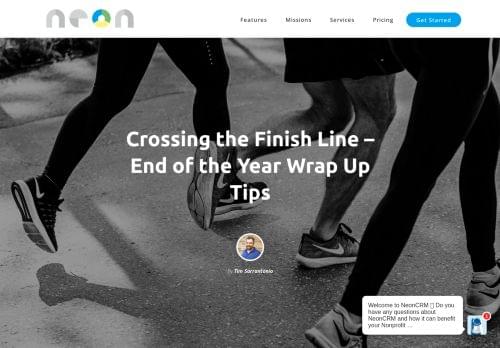 neon
Features
Missions
Services
Pricing
Get Started
Crossing the Finish Line –
End of the Year Wrap Up
Tips
By Tim Sarrantonio
Welcome to NeonCRM ▯ Do you
have any questions about
NeonCRM and how it can benefit
your Nonprofit ...
1